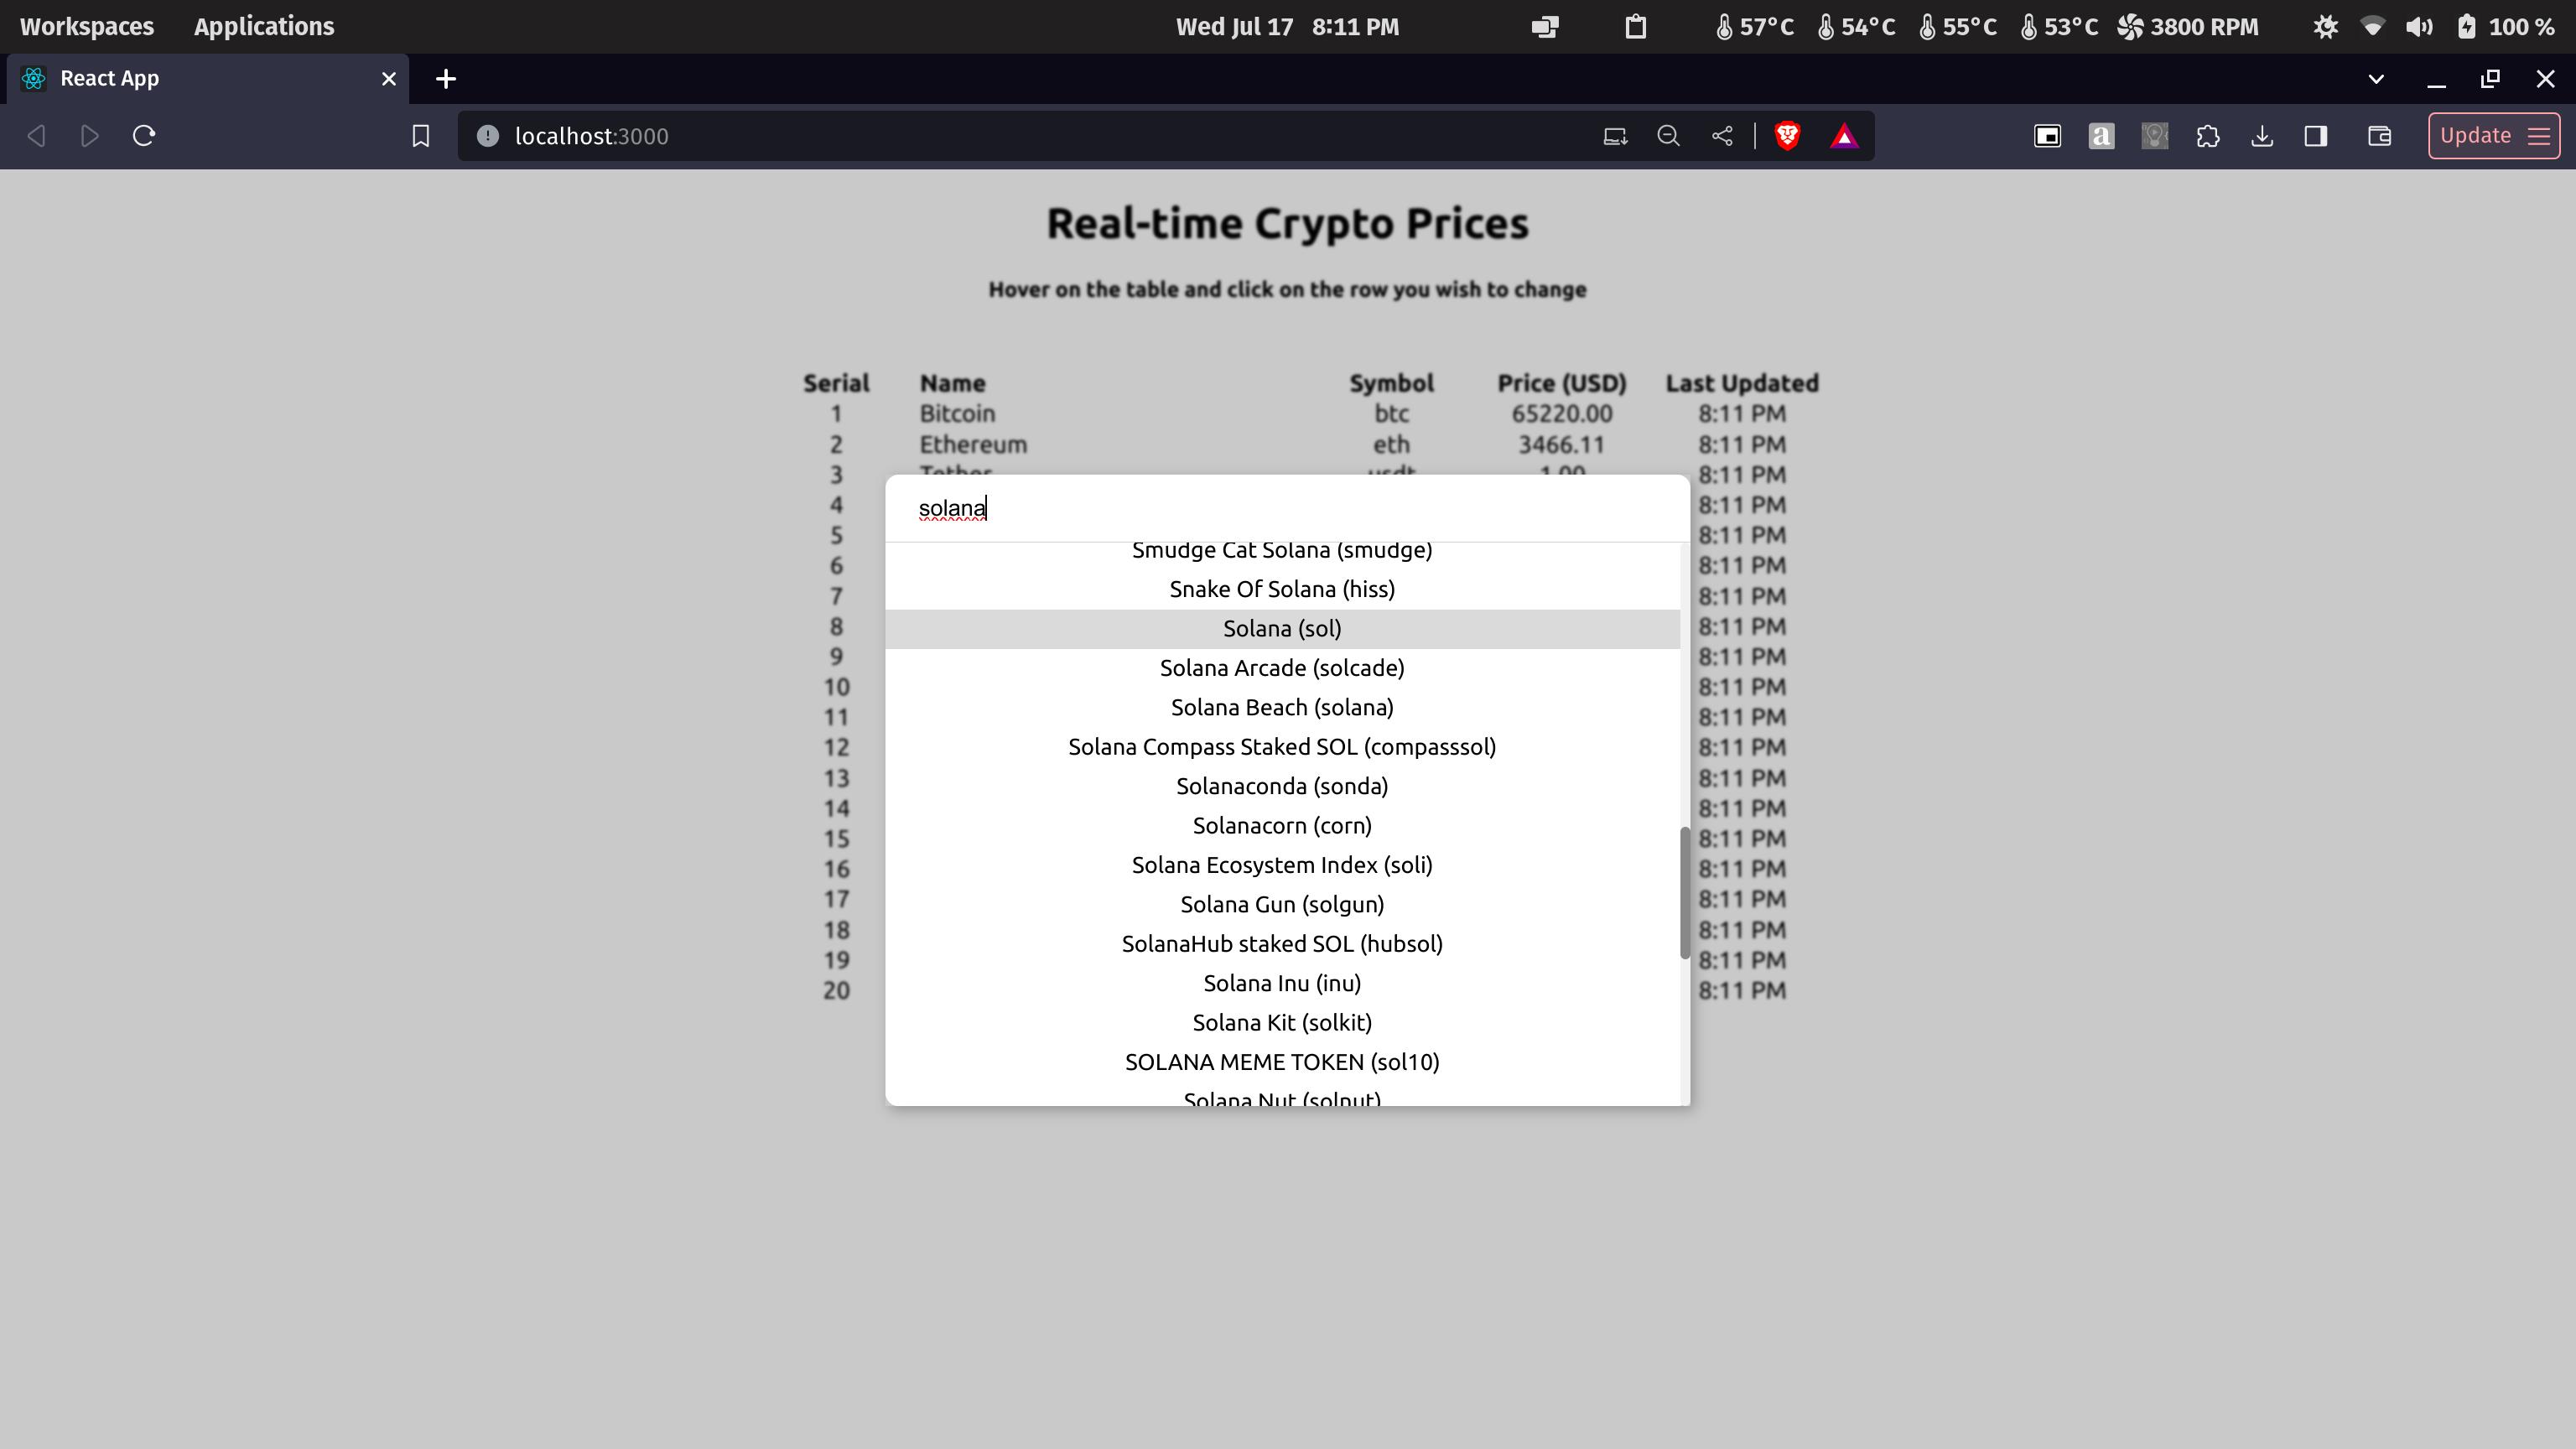 Workspaces Applications Wed Jul 17 8:11 PM 57°C 54°C 55°C 53°C 3800 RPM 100 %
React App
localhost:3000 a Update
Real-time Crypto Prices
Hover on the table and click on the row you wish to change
Serial Name Symbol Price (USD) Last Updated
1 Bitcoin btc 65220.00 8:11 PM
2 Ethereum eth 3466.11 8:11 PM
3 Tether usdt 1.00 8:11 PM
4 8:11 PM
5 8:11 PM
6 8:11 PM
7 8:11 PM
8 8:11 PM
9 8:11 PM
10 8:11 PM
11 8:11 PM
12 8:11 PM
13 8:11 PM
14 8:11 PM
15 8:11 PM
16 8:11 PM
17 8:11 PM
18 8:11 PM
19 8:11 PM
20 8:11 PM
solana
Smudge Cat Solana (smudge)
Snake Of Solana (hiss)
Solana (sol)
Solana Arcade (solcade)
Solana Beach (solana)
Solana Compass Staked SOL (compasssol)
Solanaconda (sonda)
Solanacorn (corn)
Solana Ecosystem Index (soli)
Solana Gun (solgun)
SolanaHub staked SOL (hubsol)
Solana Inu (inu)
Solana Kit (solkit)
SOLANA MEME TOKEN (sol10)
Solana Nut (solnut)